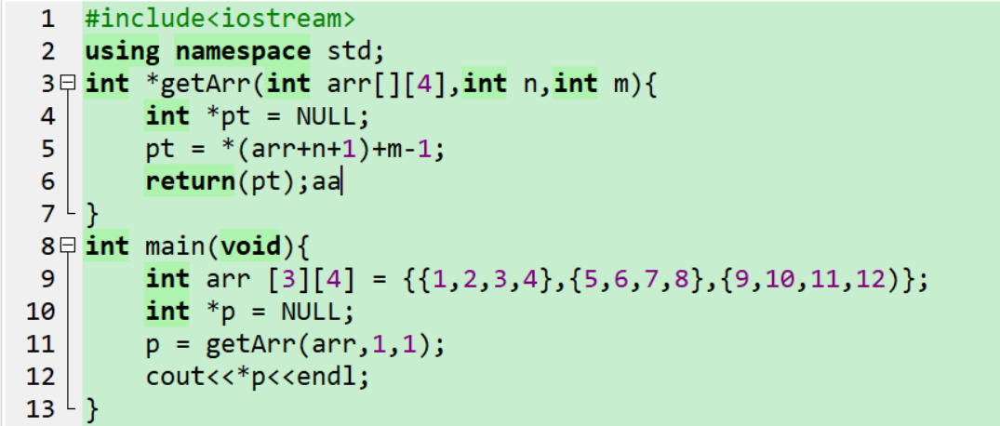 1 #include<iostream>
2 using namespace std;
3 int *getArr(int arr[][4],int n,int m){
4 int *pt = NULL;
5 pt = *(arr+n+1)+m-1;
6 return(pt);aa
7 }
8 int main(void){
9 int arr [3][4] = {{1,2,3,4},{5,6,7,8},{9,10,11,12)};
10 int *p = NULL;
11 p = getArr(arr,1,1);
12 cout<<*p<<endl;
13 }